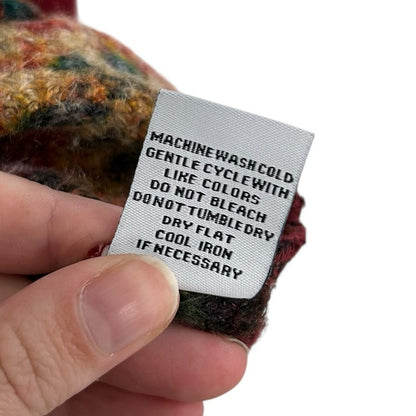 MACHINE WASH COLD
GENTLE CYCLE WITH
LIKE COLORS
DO NOT BLEACH
DO NOT TUMBLE DRY
DRY FLAT
COOL IRON
IF NECESSARY